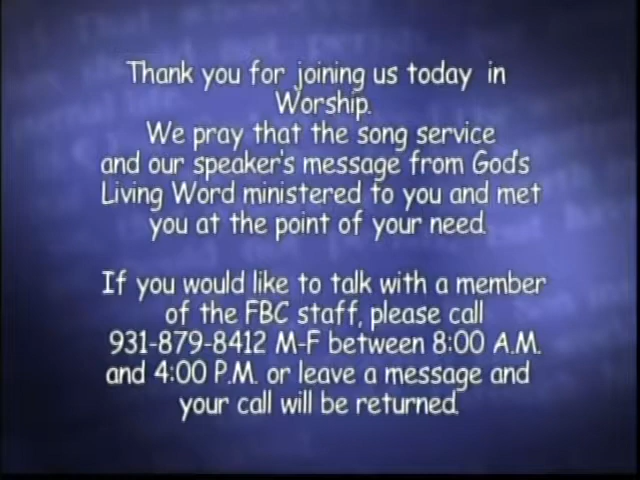 Thank you for joining us today in
Worship.
We pray that the song service
and our speaker's message from God's
Living Word ministered to you and met
you at the point of your need.
If you would like to talk with a member
of the FBC staff, please call
931-879-8412 M-F between 8:00 A.M.
and 4:00 P.M. or leave a message and
your call will be returned.